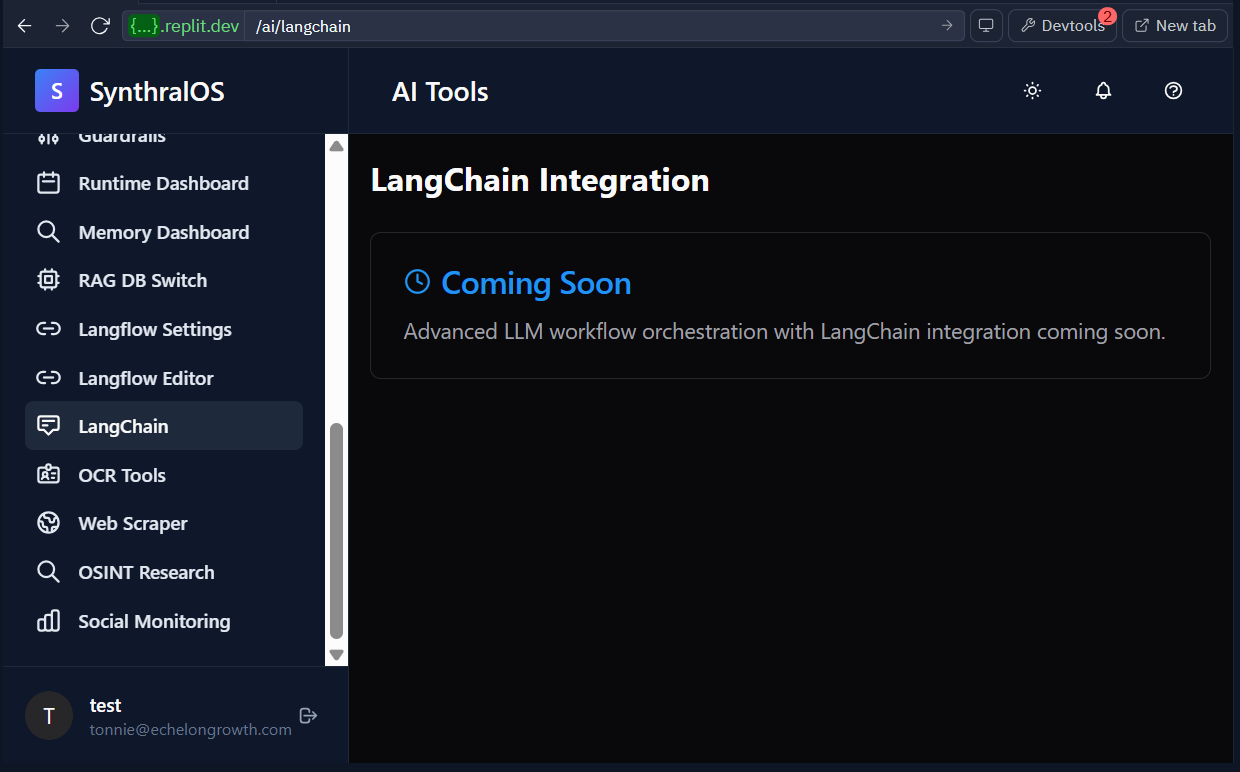 {...}.replit.dev /ai/langchain
2
Devtools
New tab
S SynthralOS
AI Tools
Guardrails
Runtime Dashboard
Memory Dashboard
RAG DB Switch
Langflow Settings
Langflow Editor
LangChain
OCR Tools
Web Scraper
OSINT Research
Social Monitoring
T
test
tonnie@echelongrowth.com
LangChain Integration
Coming Soon
Advanced LLM workflow orchestration with LangChain integration coming soon.